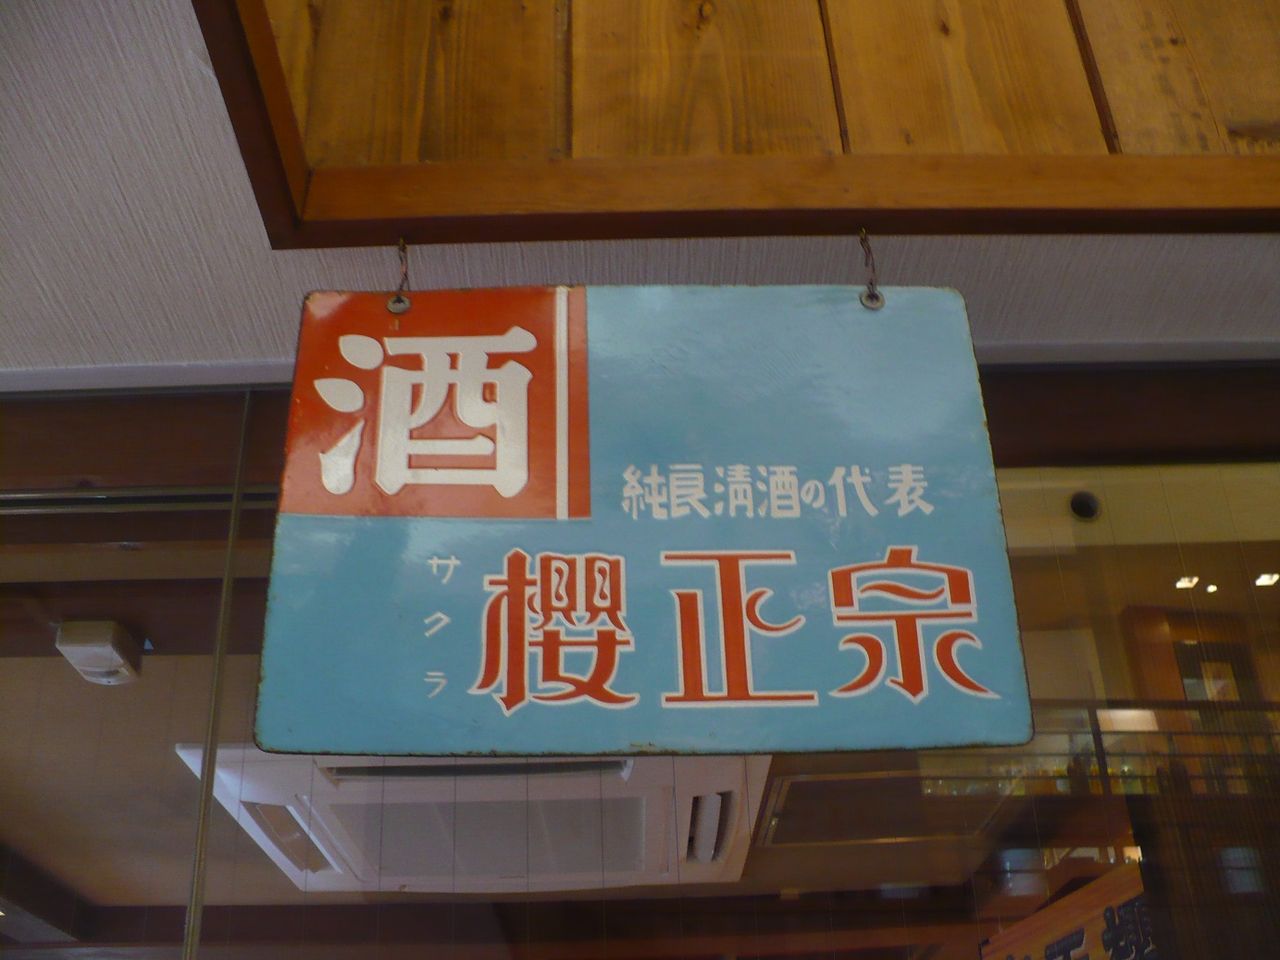 酒
純良清酒の代表
サクラ
櫻正宗